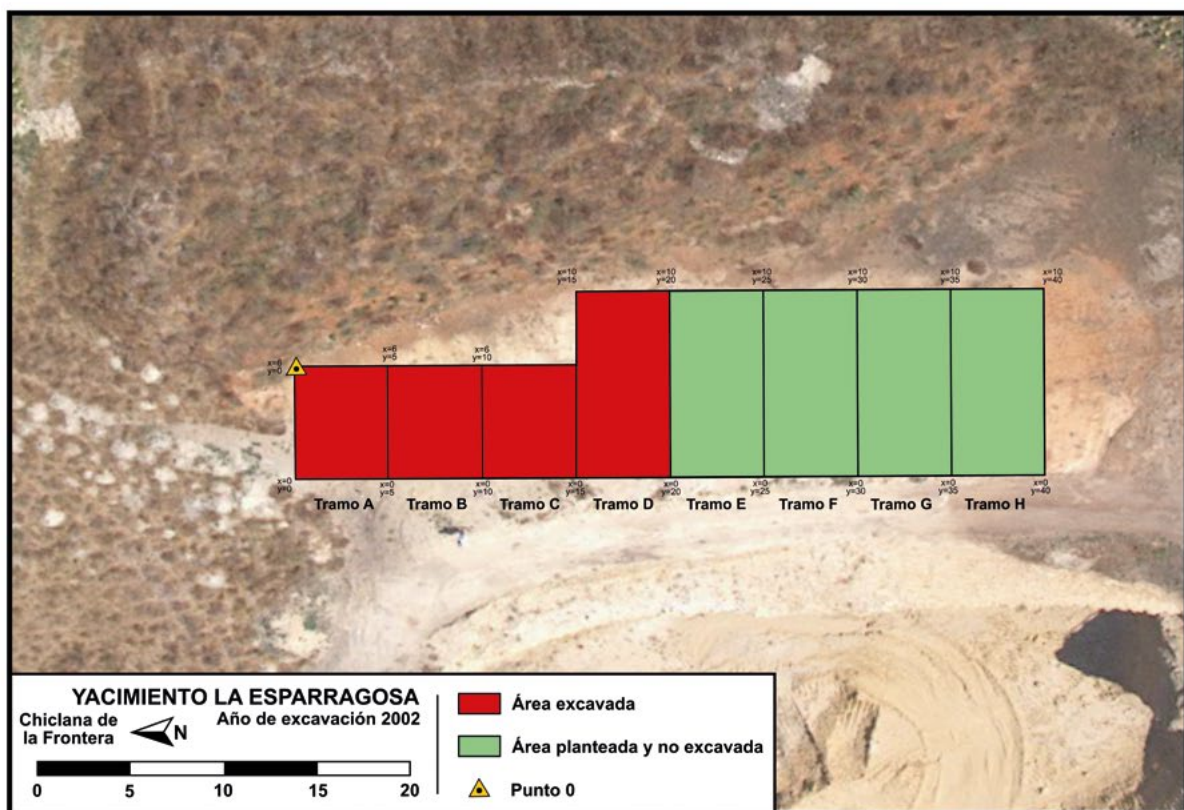 x=10
y=15
x=10
y=20
x=10
y=25
x=10
y=30
x=10
y=35
x=10
y=40
x=6
y=0
x=6
y=5
x=6
y=10
x=0
y=0
x=0
y=5
x=0
y=10
x=0
y=15
x=0
y=20
x=0
y=25
x=0
y=30
x=0
y=35
x=0
y=40
Tramo A Tramo B Tramo C Tramo D Tramo E Tramo F Tramo G Tramo H
YACIMIENTO LA ESPARRAGOSA
Año de excavación 2002
Chiclana de
la Frontera
N
0 5 10 15 20
Área excavada
Área planteada y no excavada
Punto 0